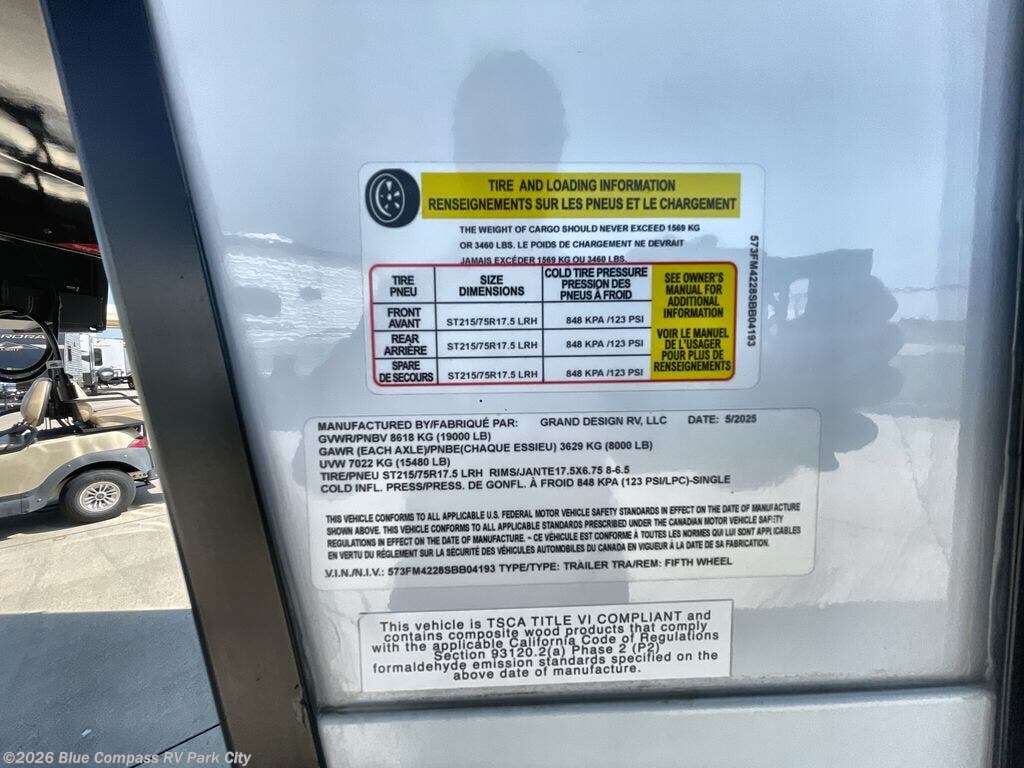 TIRE AND LOADING INFORMATION
RENSEIGNEMENTS SUR LES PNEUS ET LE CHARGEMENT
THE WEIGHT OF CARGO SHOULD NEVER EXCEED 1569 KG
OR 3460 LBS. LE POIDS DE CHARGEMENT NE DEVRAIT
JAMAIS EXCÉDER 1569 KG OU 3460 LBS.
TIRE PNEU
SIZE DIMENSIONS
COLD TIRE PRESSURE PRESSION DES PNEUS À FROID
FRONT AVANT
ST215/75R17.5 LRH
848 KPA /123 PSI
REAR ARRIÈRE
ST215/75R17.5 LRH
848 KPA /123 PSI
SPARE DE SECOURS
ST215/75R17.5 LRH
848 KPA /123 PSI
SEE OWNER'S
MANUAL FOR
ADDITIONAL
INFORMATION
VOIR LE MANUEL
DE L'USAGER
POUR PLUS DE
RENSEIGNEMENTS
573FM4228SBB04193
MANUFACTURED BY/FABRIQUÉ PAR: GRAND DESIGN RV, LLC DATE: 5/2025
GVWR/PNBV 8618 KG (19000 LB)
GAWR (EACH AXLE)/PNBE(CHAQUE ESSIEU) 3629 KG (8000 LB)
UVW 7022 KG (15480 LB)
TIRE/PNEU ST215/75R17.5 LRH RIMS/JANTE17.5X6.75 8-6.5
COLD INFL. PRESS/PRESS. DE GONFL. À FROID 848 KPA (123 PSI/LPC)-SINGLE
THIS VEHICLE CONFORMS TO ALL APPLICABLE U.S. FEDERAL MOTOR VEHICLE SAFETY STANDARDS IN EFFECT ON THE DATE OF MANUFACTURE
SHOWN ABOVE. THIS VEHICLE CONFORMS TO ALL APPLICABLE STANDARDS PRESCRIBED UNDER THE CANADIAN MOTOR VEHICLE SAFETY
REGULATIONS IN EFFECT ON THE DATE OF MANUFACTURE. - CE VÉHICULE EST CONFORME À TOUTES LES NORMES QUI LUI SONT APPLICABLES
EN VERTU DU RÉGLEMENT SUR LA SÉCURITÉ DES VÉHICULES AUTOMOBILES DU CANADA EN VIGUEUR À LA DATE DE SA FABRICATION.
V.I.N./N.I.V.: 573FM4228SBB04193 TYPE/TYPE: TRAILER TRA/REM: FIFTH WHEEL
This vehicle is TSCA TITLE VI COMPLIANT and
contains composite wood products that comply
with the applicable California Code of Regulations
Section 93120.2(a) Phase 2 (P2)
formaldehyde emission standards specified on the
above date of manufacture.
©2026 Blue Compass RV Park City